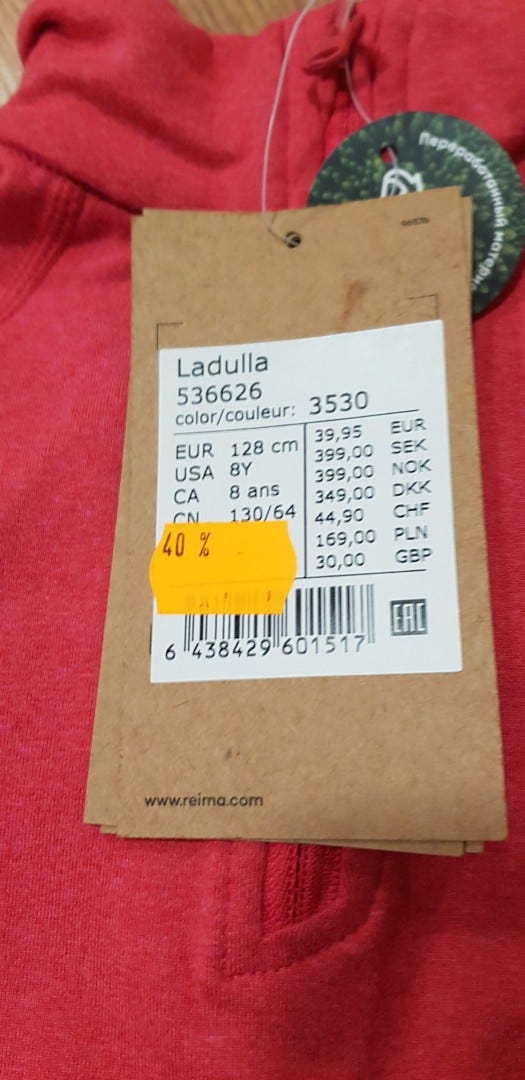 Переработанный матери
Ladulla
536626
color/couleur: 3530
EUR 128 cm
USA 8Y
CA 8 ans
CN 130/64
39,95 EUR
399,00 SEK
399,00 NOK
349,00 DKK
44,90 CHF
169,00 PLN
30,00 GBP
40 %
EAC
6 438429 601517
www.reima.com